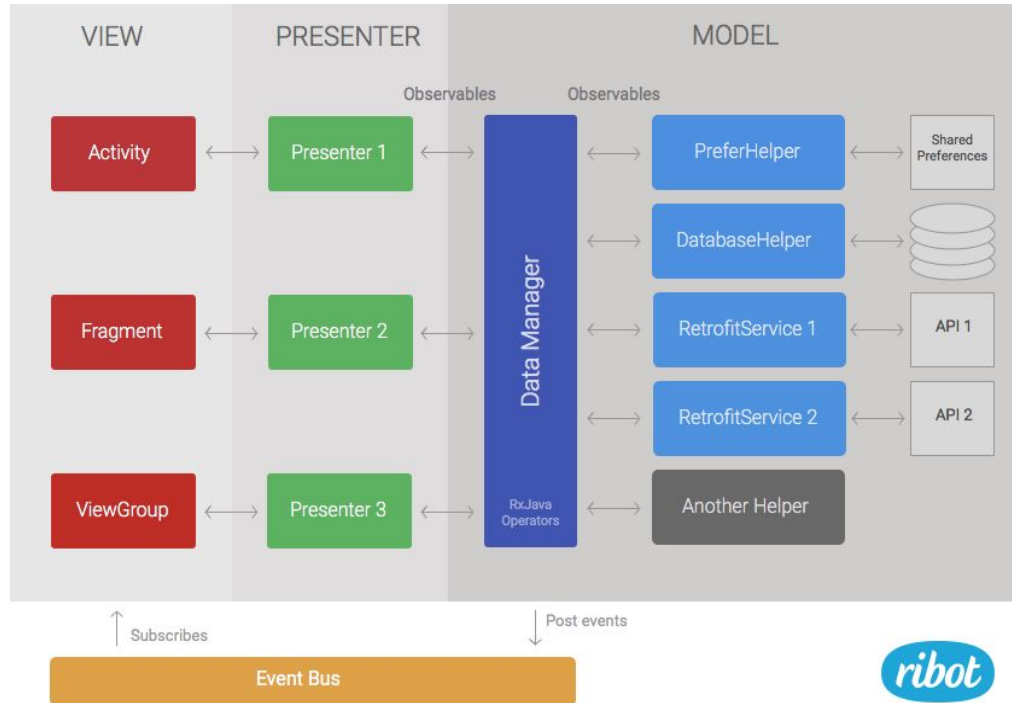 VIEW
PRESENTER
MODEL
Observables
Observables
Activity
Presenter 1
PreferHelper
Shared
Preferences
DatabaseHelper
Data Manager
Fragment
Presenter 2
RetrofitService 1
API 1
RetrofitService 2
API 2
ViewGroup
Presenter 3
RxJava
Operators
Another Helper
Subscribes
Post events
Event Bus
ribot